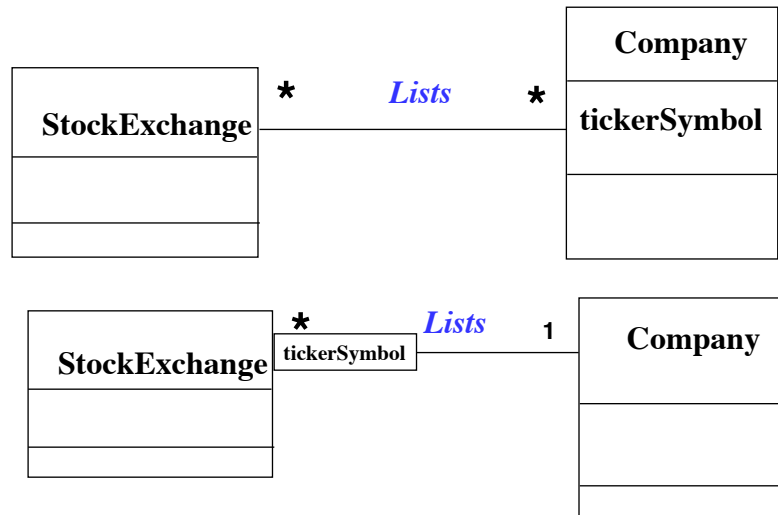 Company
* Lists *
StockExchange
tickerSymbol
* Lists 1
Company
StockExchange
tickerSymbol